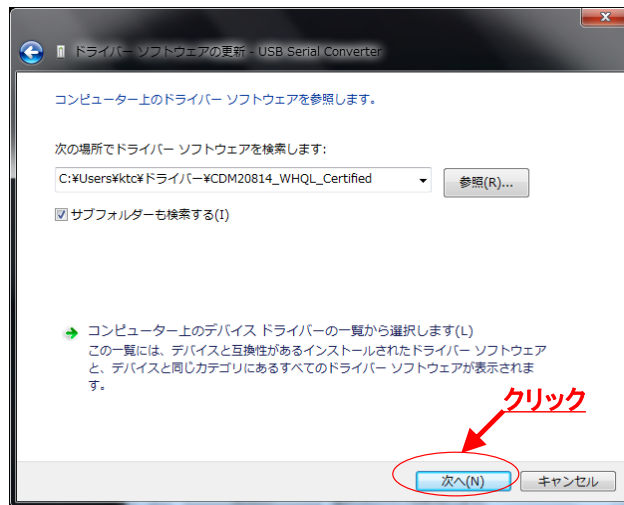 ドライバー ソフトウェアの更新 - USB Serial Converter
コンピューター上のドライバー ソフトウェアを参照します。
次の場所でドライバー ソフトウェアを検索します:
C:¥Users¥ktc¥ドライバー¥CDM20814_WHQL_Certified
参照(R)...
サブフォルダーも検索する(I)
コンピューター上のデバイス ドライバーの一覧から選択します(L)
この一覧には、デバイスと互換性があるインストールされたドライバー ソフトウェア
と、デバイスと同じカテゴリにあるすべてのドライバー ソフトウェアが表示されま
す。
クリック
次へ(N)
キャンセル